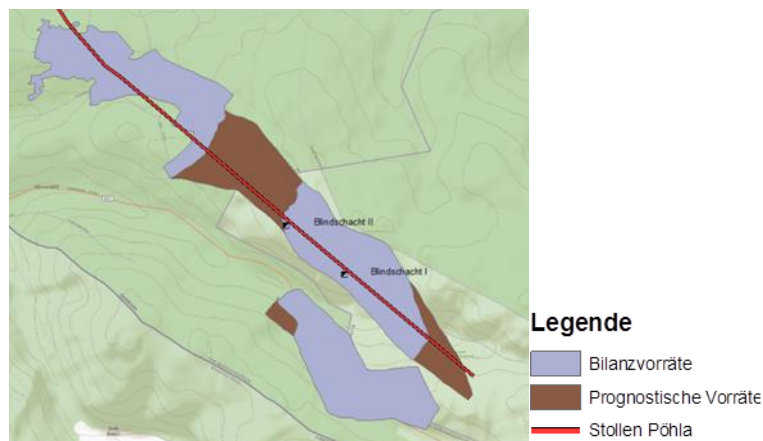 Blindschacht II
Blindschacht I
Legende
Bilanzvorräte
Prognostische Vorräte
Stollen Pöhla